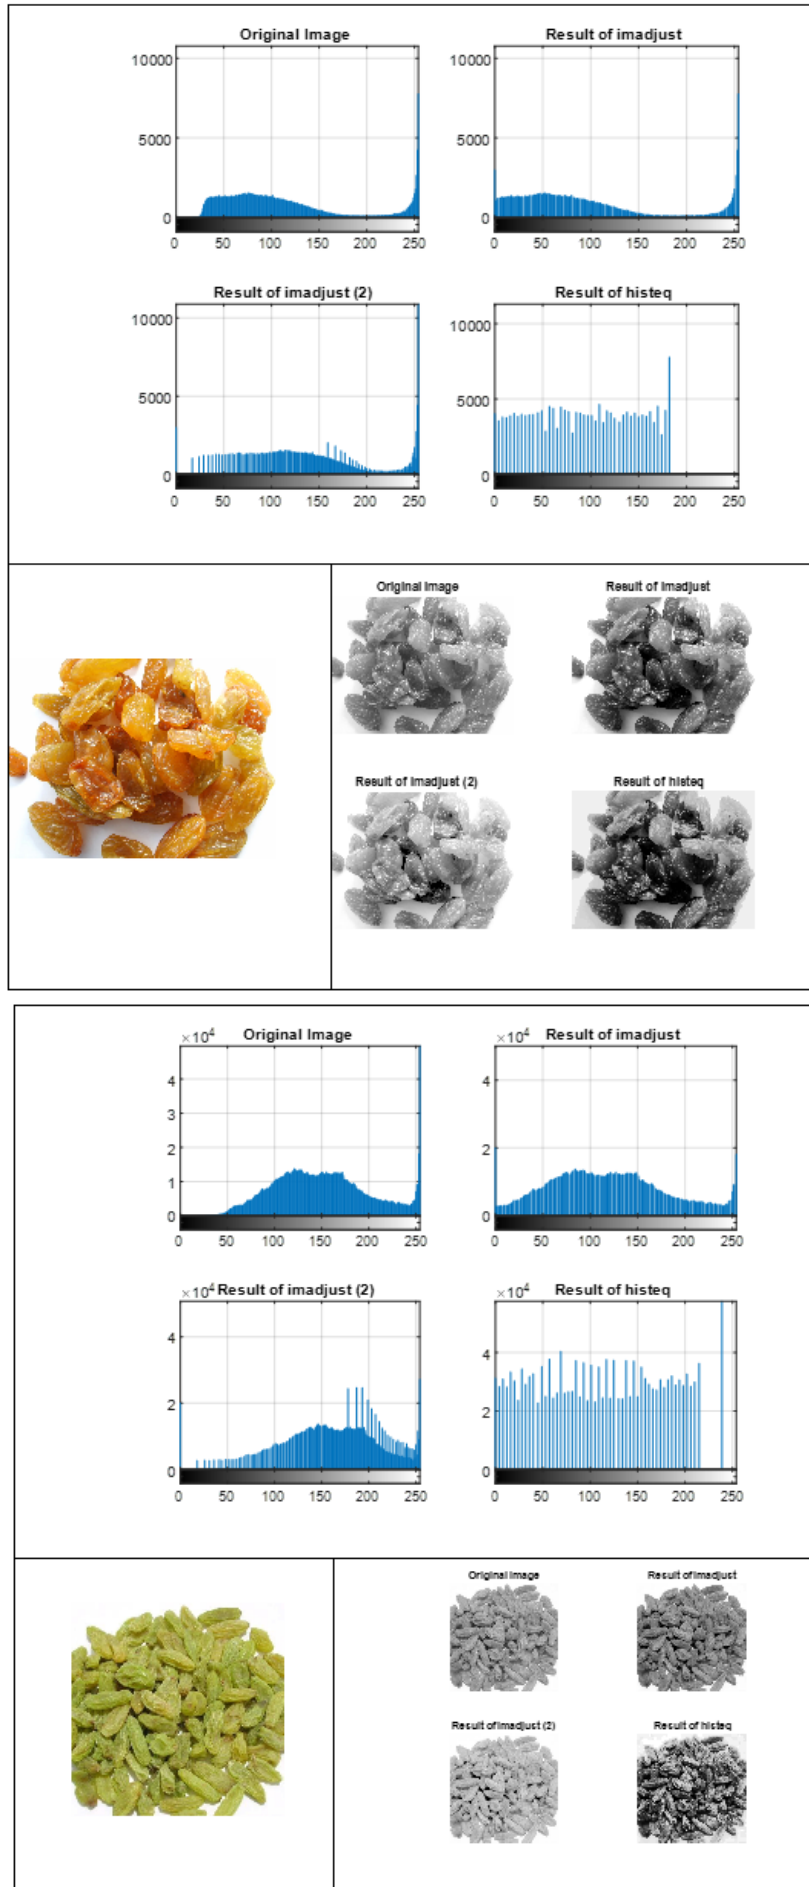 Original Image
Result of imadjust
10000
5000
0
0 50 100 150 200 250
10000
5000
0
0 50 100 150 200 250
Result of imadjust (2)
Result of histeq
10000
5000
0
0 50 100 150 200 250
10000
5000
0
0 50 100 150 200 250
Original Image
Result of imadjust
Result of imadjust (2)
Result of histeq
×10⁴
Original Image
×10⁴
Result of imadjust
4
3
2
1
0
0 50 100 150 200 250
4
2
0
0 50 100 150 200 250
×10⁴ Result of imadjust (2)
×10⁴
Result of histeq
4
2
0
0 50 100 150 200 250
4
2
0
0 50 100 150 200 250
Original Image
Result of imadjust
Result of imadjust (2)
Result of histeq